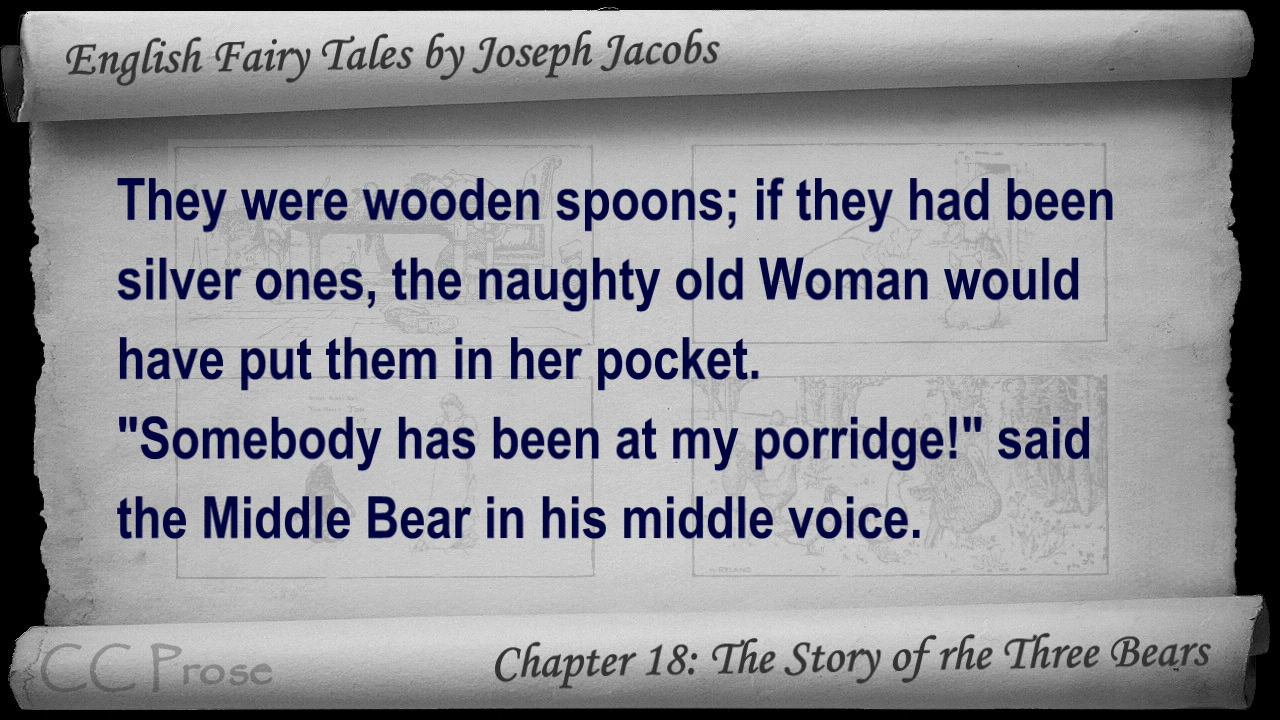 English Fairy Tales by Joseph Jacobs
They were wooden spoons; if they had been
silver ones, the naughty old Woman would
have put them in her pocket.
"Somebody has been at my porridge!" said
the Middle Bear in his middle voice.
CC Prose
Chapter 18: The Story of rhe Three Bears